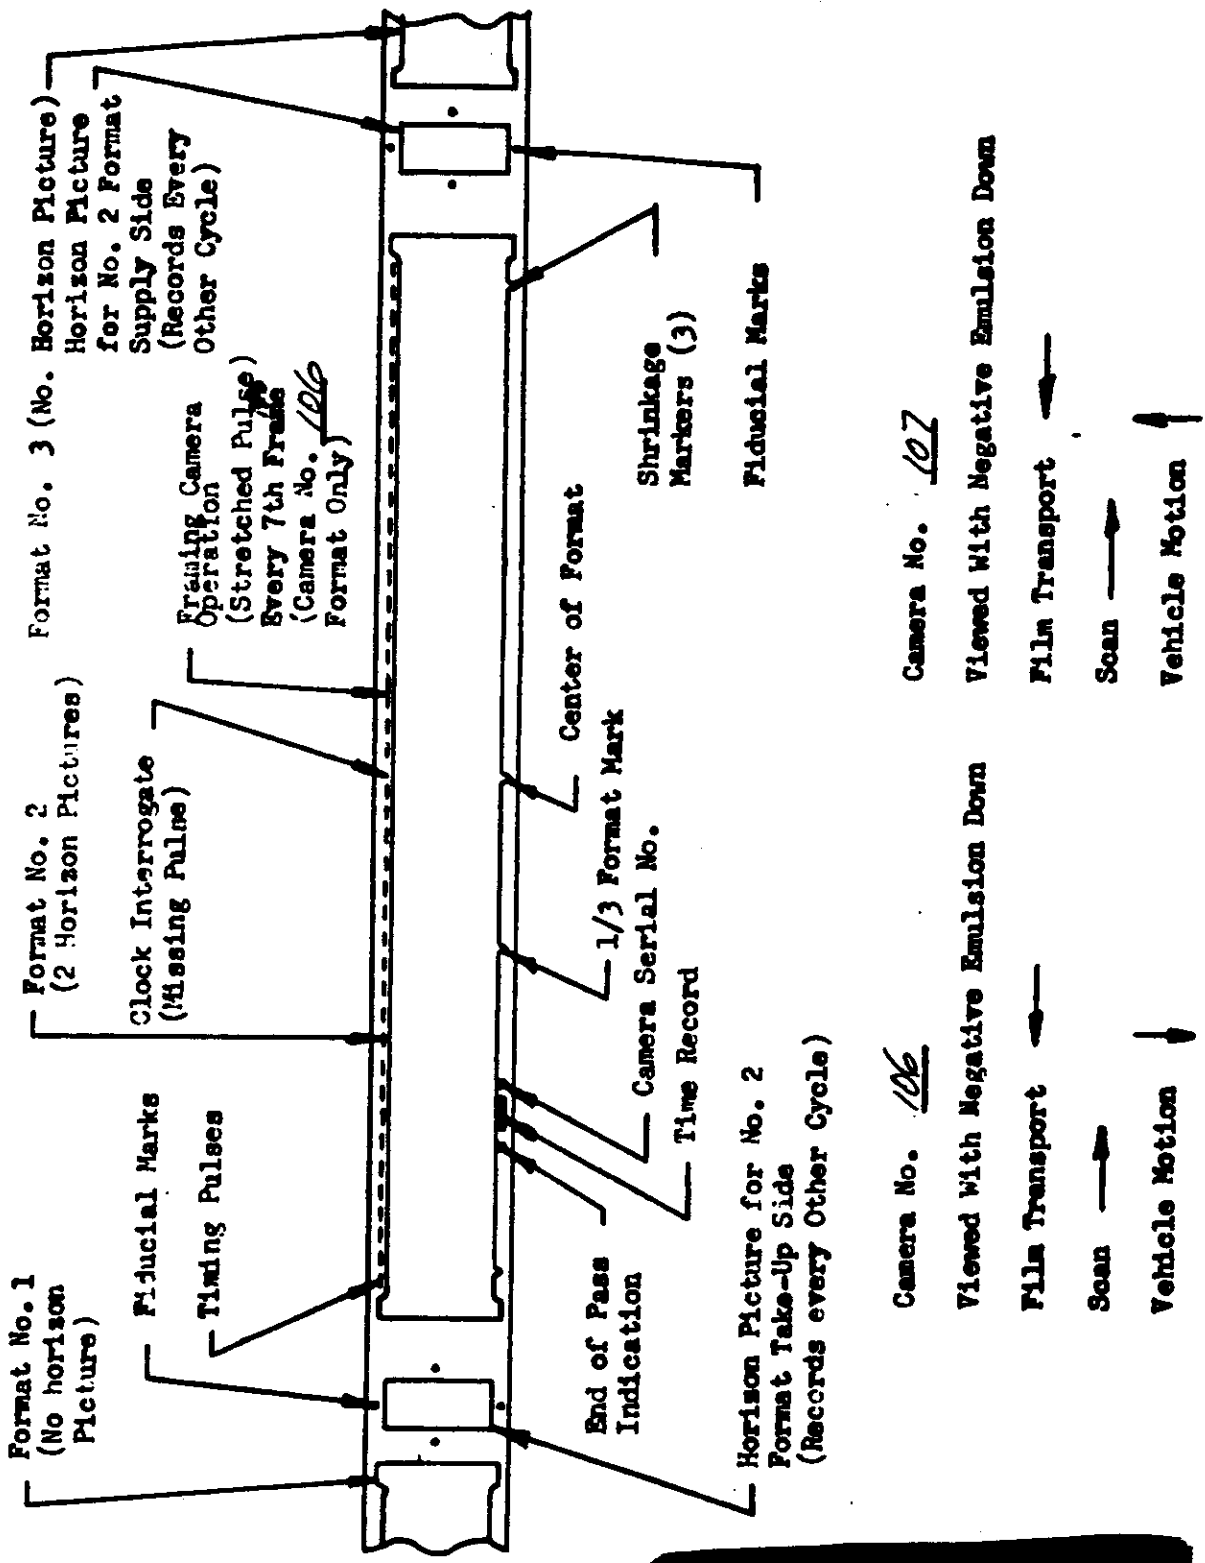 Format No. 1
(No horizon
Picture)
Fiducial Marks
Timing Pulses
Format No. 2
(2 Horizon Pictures)
Clock Interrogate
(Missing Pulse)
Format No. 3 (No. Horizon Picture)
Horizon Picture
for No. 2 Format
Supply Side
(Records Every
Other Cycle)
Framing Camera
Operation
(Stretched Pulse)
Every 7th Frame
(Camera No. 106
Format Only)
End of Pass
Indication
Horizon Picture for No. 2
Format Take-Up Side
(Records every Other Cycle)
Time Record
Camera Serial No.
1/3 Format Mark
Center of Format
Shrinkage
Markers (3)
Fiducial Marks
Camera No. 106
Viewed With Negative Emulsion Down
Film Transport
Scan
Vehicle Motion
Camera No. 107
Viewed With Negative Emulsion Down
Film Transport
Scan
Vehicle Motion